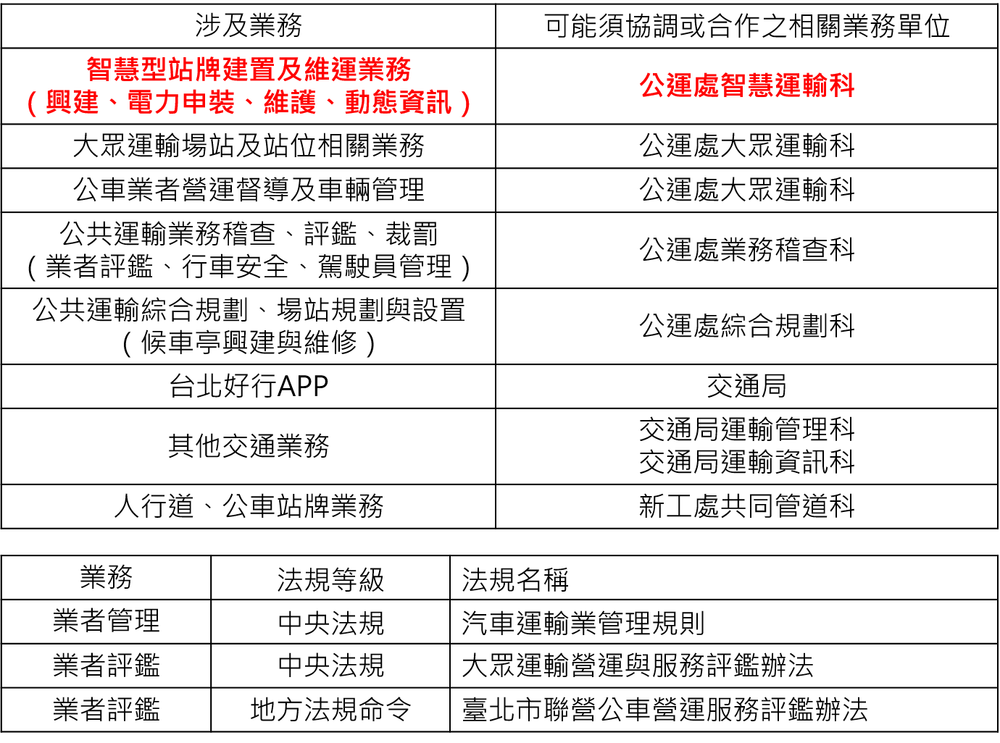 涉及業務
可能須協調或合作之相關業務單位
智慧型站牌建置及維運業務
（興建、電力申裝、維護、動態資訊）
公運處智慧運輸科
大眾運輸場站及站位相關業務
公運處大眾運輸科
公車業者營運督導及車輛管理
公運處大眾運輸科
公共運輸業務稽查、評鑑、裁罰
（業者評鑑、行車安全、駕駛員管理）
公運處業務稽查科
公共運輸綜合規劃、場站規劃與設置
（候車亭興建與維修）
公運處綜合規劃科
台北好行APP
交通局
其他交通業務
交通局運輸管理科
交通局運輸資訊科
人行道、公車站牌業務
新工處共同管道科
業務
法規等級
法規名稱
業者管理
中央法規
汽車運輸業管理規則
業者評鑑
中央法規
大眾運輸營運與服務評鑑辦法
業者評鑑
地方法規命令
臺北市聯營公車營運服務評鑑辦法